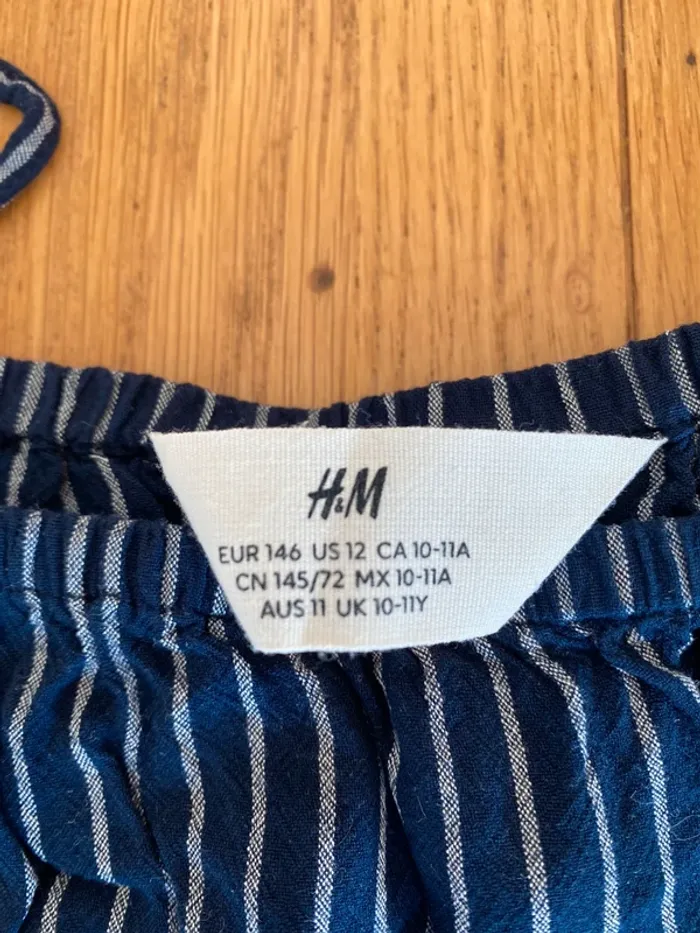 H&M
EUR 146 US 12 CA 10-11A
CN 145/72 MX 10-11A
AUS 11 UK 10-11Y